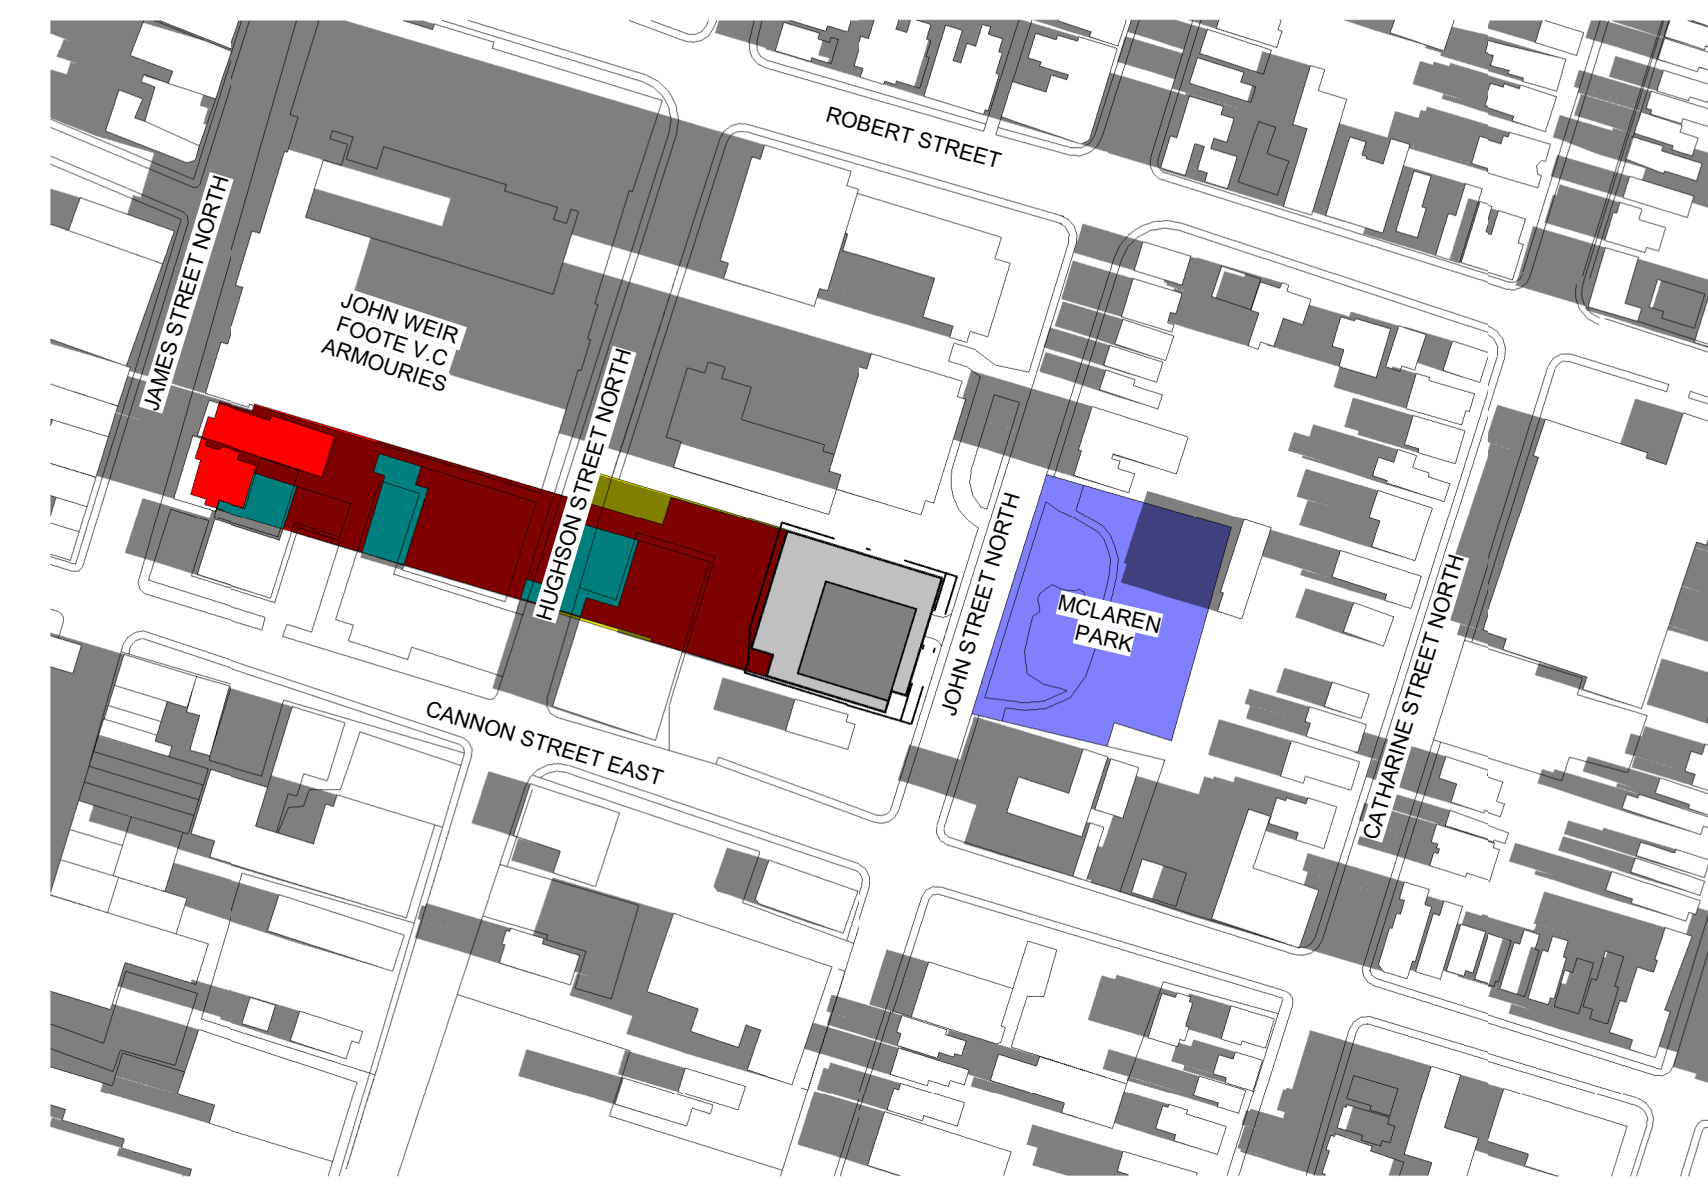 ROBERT STREET
JAMES STREET NORTH
JOHN WEIR
FOOTE V.C
ARMOURIES
HUGHSON STREET NORTH
JOHN STREET NORTH
MCLAREN
PARK
CATHARINE STREET NORTH
CANNON STREET EAST